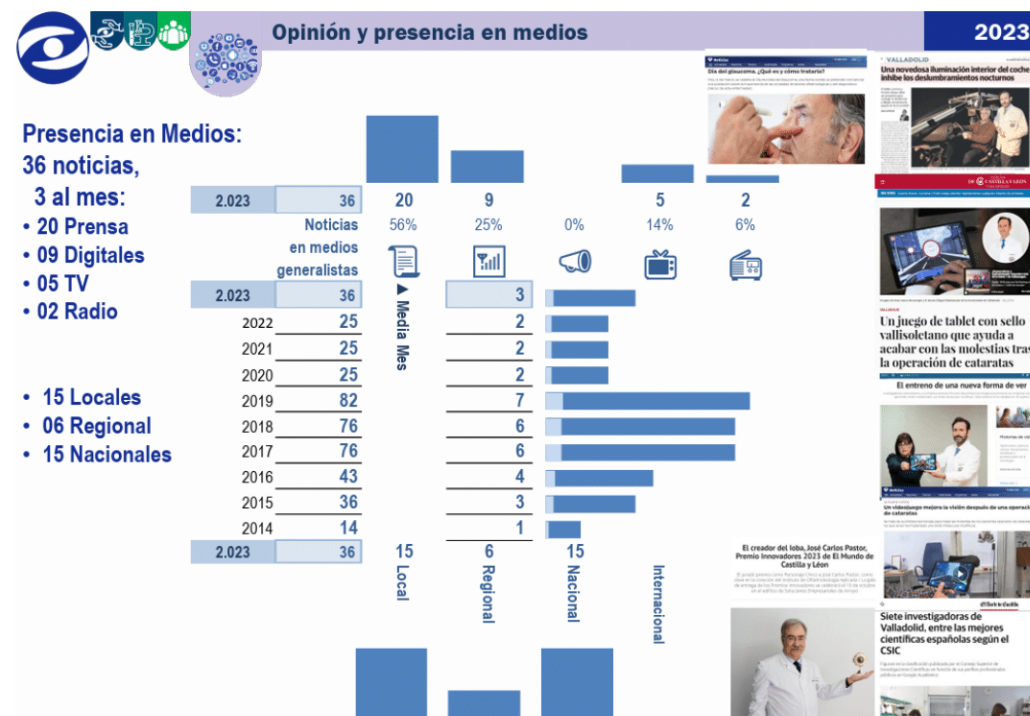 Opinión y presencia en medios
2023
Presencia en Medios:
36 noticias,
3 al mes:
• 20 Prensa
• 09 Digitales
• 05 TV
• 02 Radio
• 15 Locales
• 06 Regional
• 15 Nacionales
2.023 36 20 9 5 2
Noticias en medios generalistas 56% 25% 0% 14% 6%
▲ Media Mes
2.023 36 3
2022 25 2
2021 25 2
2020 25 2
2019 82 7
2018 76 6
2017 76 6
2016 43 4
2015 36 3
2014 14 1
2.023 36 15 6 15
Local
Regional
Nacional
Internacional
Noticias
Día del glaucoma. ¿Qué es y cómo tratarlo?
VALLADOLID
Una novedosa iluminación interior del coche
inhibe los deslumbramientos nocturnos
CASTILLA Y LEÓN
Un juego de tablet con sello
vallisoletano que ayuda a
acabar con las molestias tras
la operación de cataratas
El entreno de una nueva forma de ver
Noticias
Un videojuego mejora la visión después de una operació
de cataratas
El creador del Ioba, José Carlos Pastor,
Premio Innovadores 2023 de El Mundo de
Castilla y Léon
Siete investigadoras de
Valladolid, entre las mejores
científicas españolas según el
CSIC